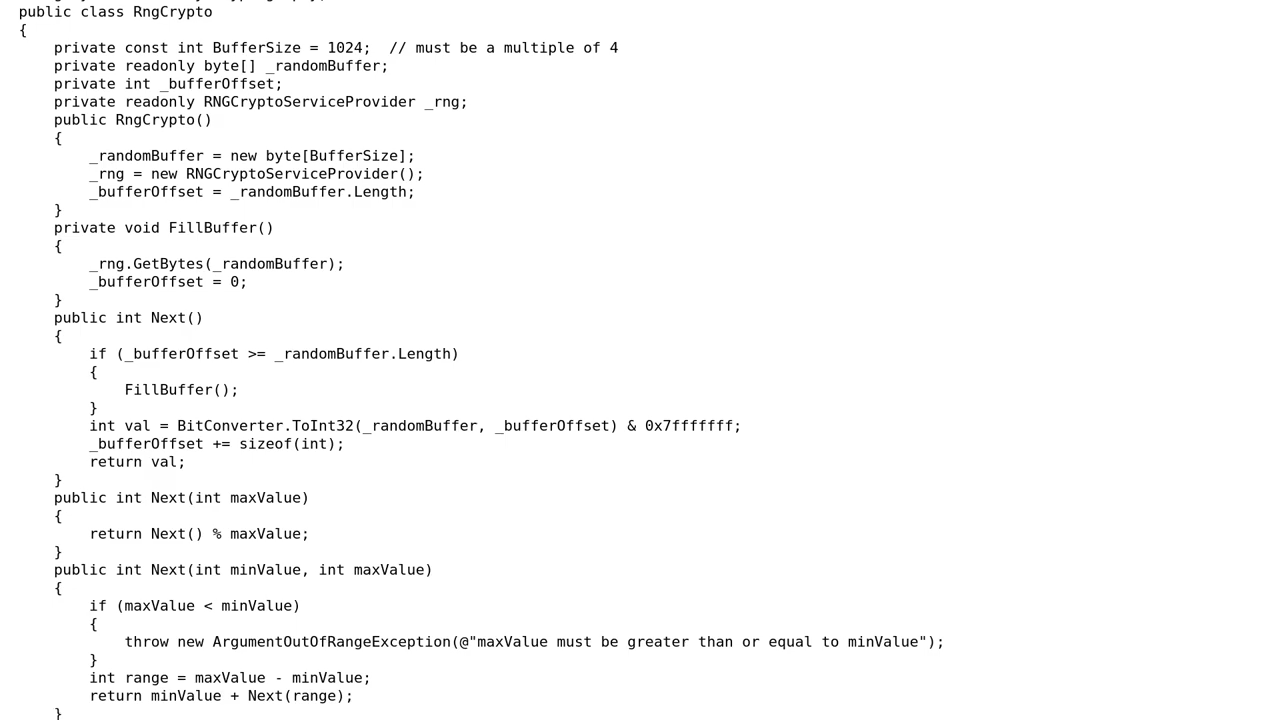 public class RngCrypto
{
    private const int BufferSize = 1024;  // must be a multiple of 4
    private readonly byte[] _randomBuffer;
    private int _bufferOffset;
    private readonly RNGCryptoServiceProvider _rng;
    public RngCrypto()
    {
        _randomBuffer = new byte[BufferSize];
        _rng = new RNGCryptoServiceProvider();
        _bufferOffset = _randomBuffer.Length;
    }
    private void FillBuffer()
    {
        _rng.GetBytes(_randomBuffer);
        _bufferOffset = 0;
    }
    public int Next()
    {
        if (_bufferOffset >= _randomBuffer.Length)
        {
            FillBuffer();
        }
        int val = BitConverter.ToInt32(_randomBuffer, _bufferOffset) & 0x7fffffff;
        _bufferOffset += sizeof(int);
        return val;
    }
    public int Next(int maxValue)
    {
        return Next() % maxValue;
    }
    public int Next(int minValue, int maxValue)
    {
        if (maxValue < minValue)
        {
            throw new ArgumentOutOfRangeException(@"maxValue must be greater than or equal to minValue");
        }
        int range = maxValue - minValue;
        return minValue + Next(range);
    }